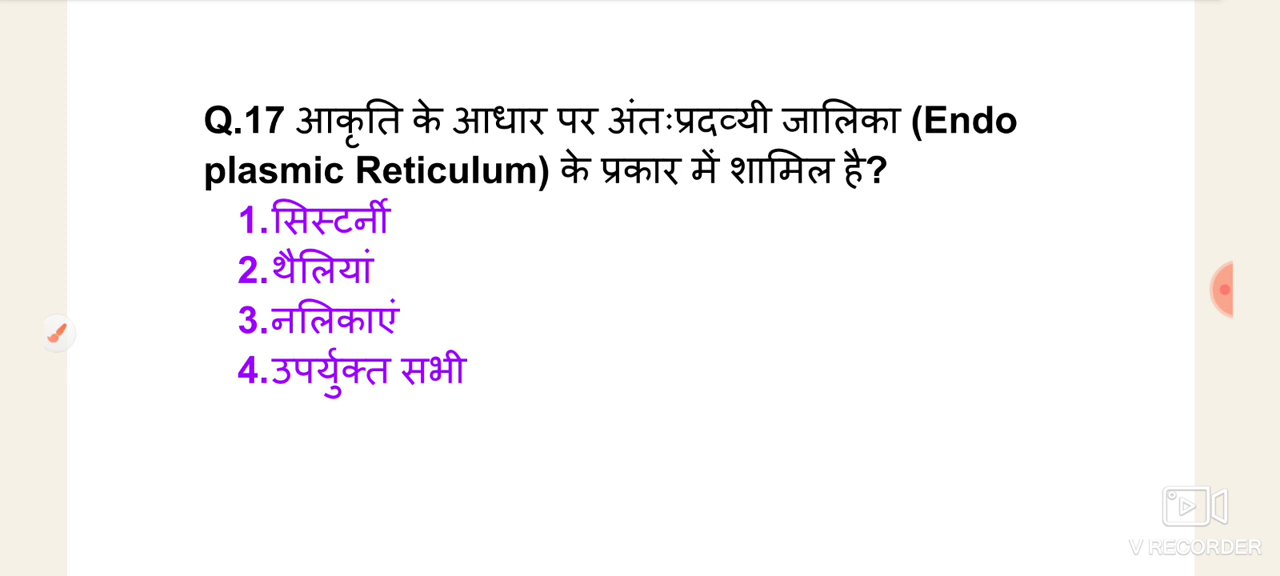 Q.17 आकृति के आधार पर अंतःप्रदव्यी जालिका (Endo
plasmic Reticulum) के प्रकार में शामिल है?
1.सिस्टर्नी
2.थैलियां
3.नलिकाएं
4.उपर्युक्त सभी
V RECORDER